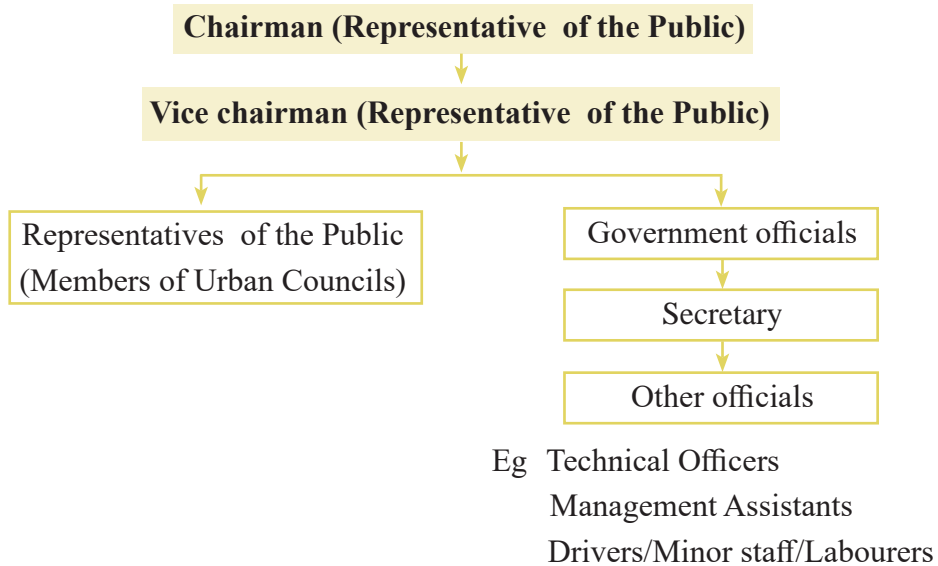 Chairman (Representative of the Public)
Vice chairman (Representative of the Public)
Representatives of the Public
(Members of Urban Councils)
Government officials
Secretary
Other officials
Eg Technical Officers
Management Assistants
Drivers/Minor staff/Labourers